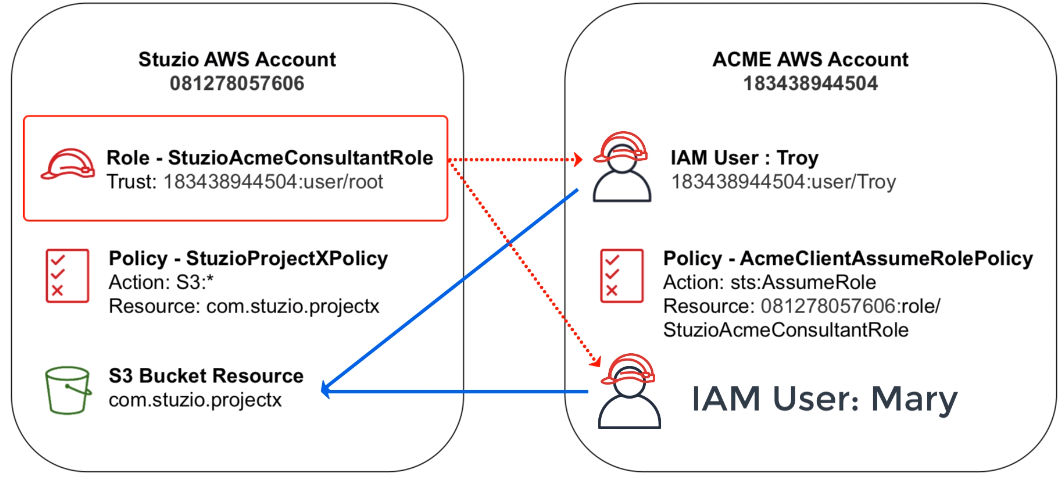 Stuzio AWS Account
081278057606
Role - StuzioAcmeConsultantRole
Trust: 183438944504:user/root
Policy - StuzioProjectXPolicy
Action: S3:*
Resource: com.stuzio.projectx
S3 Bucket Resource
com.stuzio.projectx
ACME AWS Account
183438944504
IAM User : Troy
183438944504:user/Troy
Policy - AcmeClientAssumeRolePolicy
Action: sts:AssumeRole
Resource: 081278057606:role/
StuzioAcmeConsultantRole
IAM User: Mary